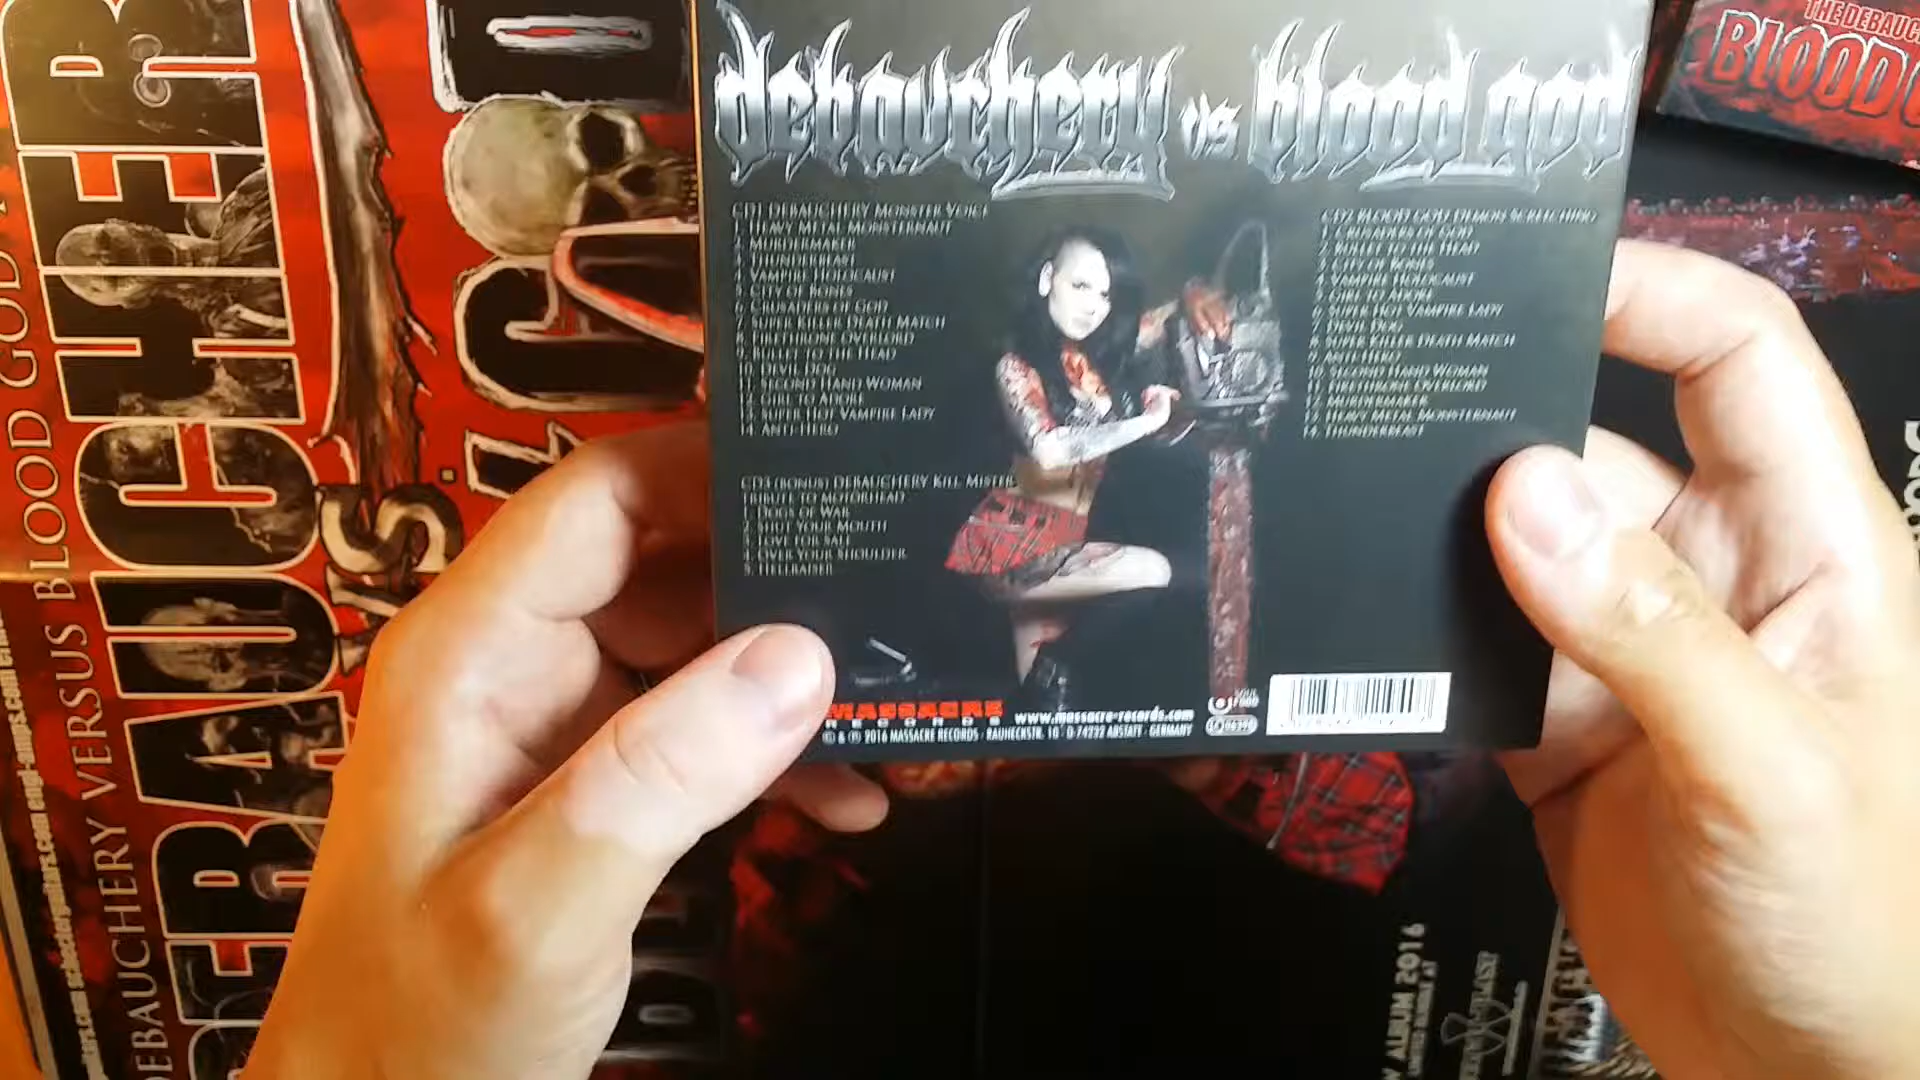 debauchery vs blood god
CD1 DEBAUCHERY MONSTER VOICE
1. HEAVY METAL MONSTERNAUT
2. MURDERMAKER
3. THUNDERBEAST
4. VAMPIRE HOLOCAUST
5. CITY OF BONES
6. CRUSADERS OF GOD
7. SUPER KILLER DEATH MATCH
8. FIRETHRONE OVERLORD
9. BULLET TO THE HEAD
10. DEVIL DOG
11. SECOND HAND WOMAN
12. GIRL TO ADORE
13. SUPER HOT VAMPIRE LADY
14. ANTI-HERO
CD3 (BONUS) DEBAUCHERY KILL MISTER
TRIBUTE TO MOTORHEAD
1. DOGS OF WAR
2. SHUT YOUR MOUTH
3. LOVE FOR SALE
4. OVER YOUR SHOULDER
5. HELLRAISER
CD2 BLOOD GOD DEMON SCREECHING
1. CRUSADERS OF GOD
2. BULLET TO THE HEAD
3. CITY OF BONES
4. VAMPIRE HOLOCAUST
5. GIRL TO ADORE
6. SUPER HOT VAMPIRE LADY
7. DEVIL DOG
8. SUPER KILLER DEATH MATCH
9. ANTI-HERO
10. SECOND HAND WOMAN
11. FIRETHRONE OVERLORD
12. MURDERMAKER
13. HEAVY METAL MONSTERNAUT
14. THUNDERBEAST
MASSACRE
RECORDS
www.massacre-records.com
© & ℗ 2016 MASSACRE RECORDS · RAUHECKSTR. 10 · D-74232 ABSTATT · GERMANY
SOUL
FOOD
THE DEBAUC
BLOOD
DEBAUCHERY VERSUS BLOOD GOD
DEBAUCHER
VS
ALBUM 2016